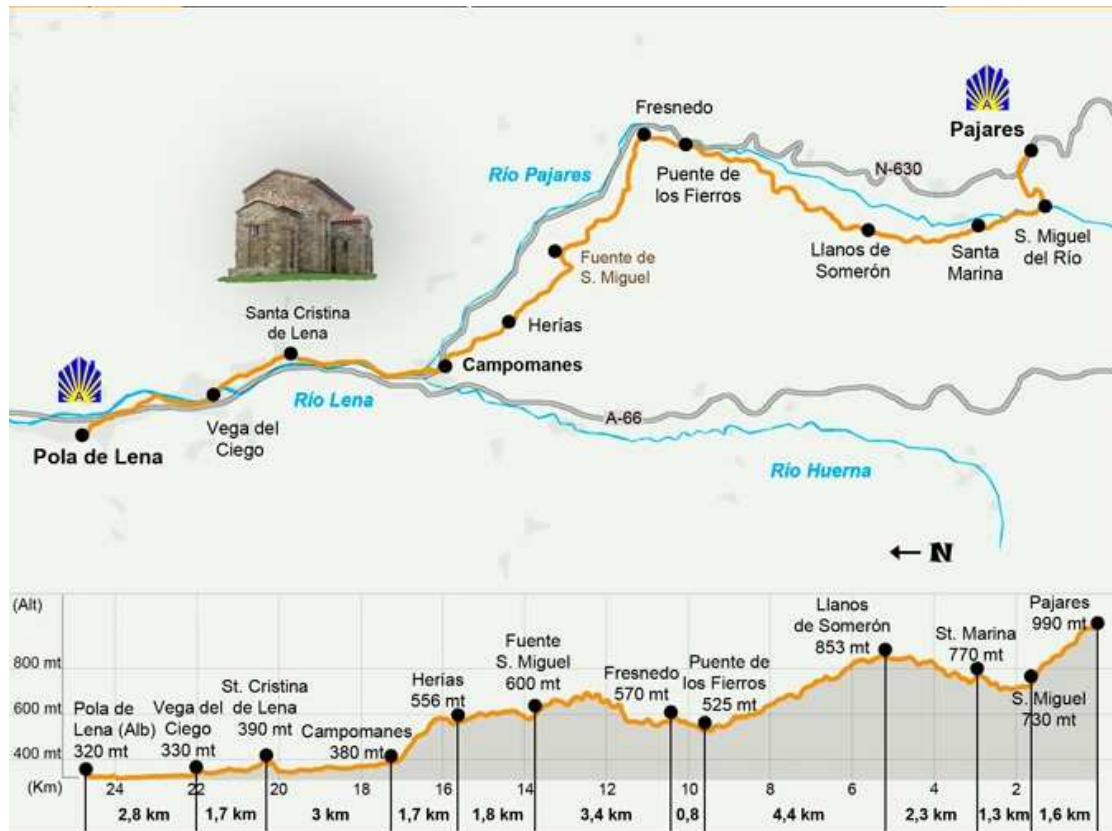 Fresnedo
A
Pajares
Río Pajares
N-630
Puente de
los Fierros
Fuente de
S. Miguel
Llanos de
Somerón
Santa
Marina
S. Miguel
del Río
Santa Cristina
de Lena
Herías
Campomanes
A
Río Lena
A-66
Vega del
Ciego
Pola de Lena
Río Huerna
N
(Alt)
800 mt
600 mt
400 mt
(Km)
Pola de
Lena (Alb)
320 mt
Vega del
Ciego
330 mt
St. Cristina
de Lena
390 mt
Campomanes
380 mt
Herias
556 mt
Fuente
S. Miguel
600 mt
Fresnedo
570 mt
Puente de
los Fierros
525 mt
Llanos
de Somerón
853 mt
St. Marina
770 mt
S. Miguel
730 mt
Pajares
990 mt
24 22 20 18 16 14 12 10 8 6 4 2
2,8 km 1,7 km 3 km 1,7 km 1,8 km 3,4 km 0,8 4,4 km 2,3 km 1,3 km 1,6 km